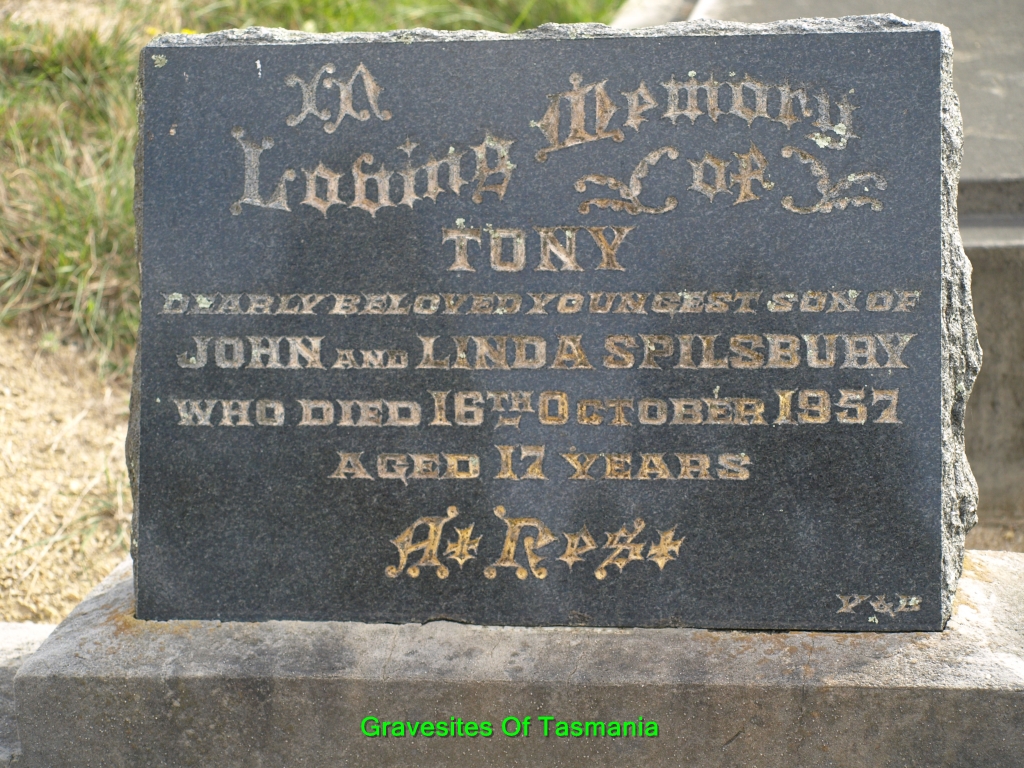 In
Loving Memory
of
TONY
DEARLY BELOVED YOUNGEST SON OF
JOHN AND LINDA SPILSBURY
WHO DIED 16TH OCTOBER 1957
AGED 17 YEARS
At Rest
Gravesites Of Tasmania